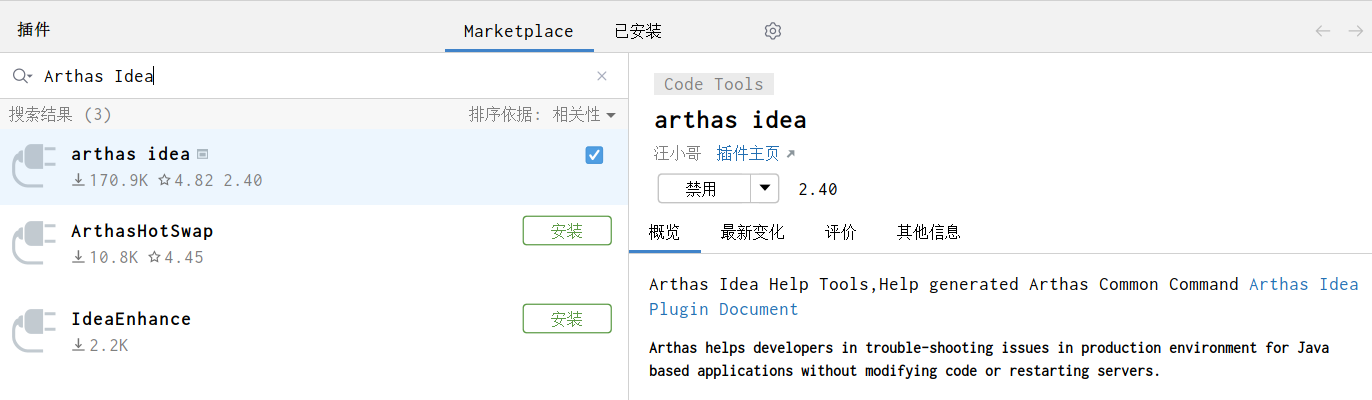 插件
Marketplace
已安装
Arthas Idea
搜索结果 (3)
排序依据: 相关性
arthas idea
170.9K 4.82 2.40
ArthasHotSwap
安装
10.8K 4.45
IdeaEnhance
安装
2.2K
Code Tools
arthas idea
汪小哥 插件主页
禁用
2.40
概览 最新变化 评价 其他信息
Arthas Idea Help Tools,Help generated Arthas Common Command Arthas Idea
Plugin Document
Arthas helps developers in trouble-shooting issues in production environment for Java
based applications without modifying code or restarting servers.